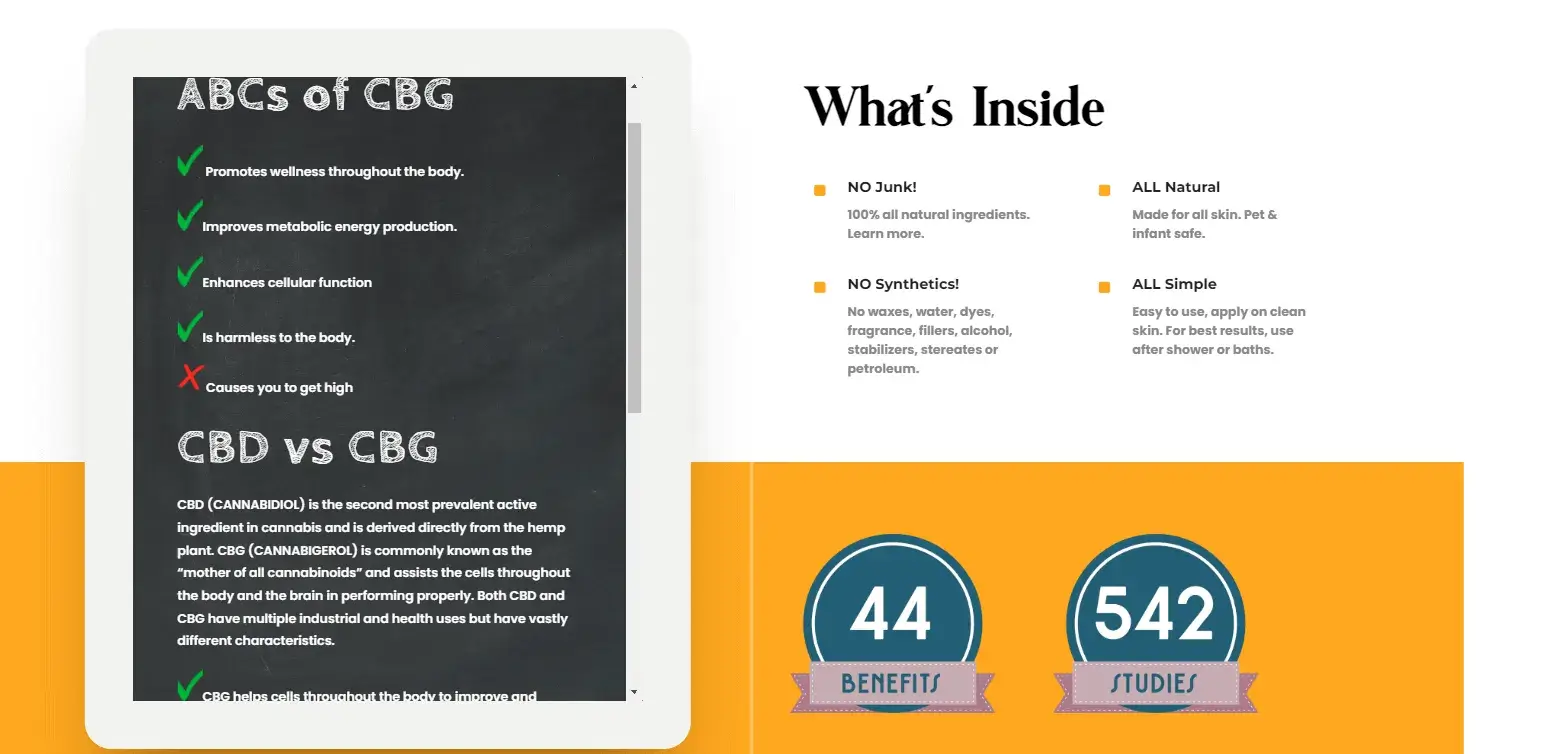 ABCs of CBG
Promotes wellness throughout the body.
Improves metabolic energy production.
Enhances cellular function
Is harmless to the body.
Causes you to get high
CBD vs CBG
CBD (CANNABIDIOL) is the second most prevalent active
ingredient in cannabis and is derived directly from the hemp
plant. CBG (CANNABIGEROL) is commonly known as the
“mother of all cannabinoids” and assists the cells throughout
the body and the brain in performing properly. Both CBD and
CBG have multiple industrial and health uses but have vastly
different characteristics.
CBG helps cells throughout the body to improve and
What's Inside
NO Junk!
100% all natural ingredients.
Learn more.
ALL Natural
Made for all skin. Pet &
infant safe.
NO Synthetics!
No waxes, water, dyes,
fragrance, fillers, alcohol,
stabilizers, stereates or
petroleum.
ALL Simple
Easy to use, apply on clean
skin. For best results, use
after shower or baths.
44
BENEFITS
542
STUDIES